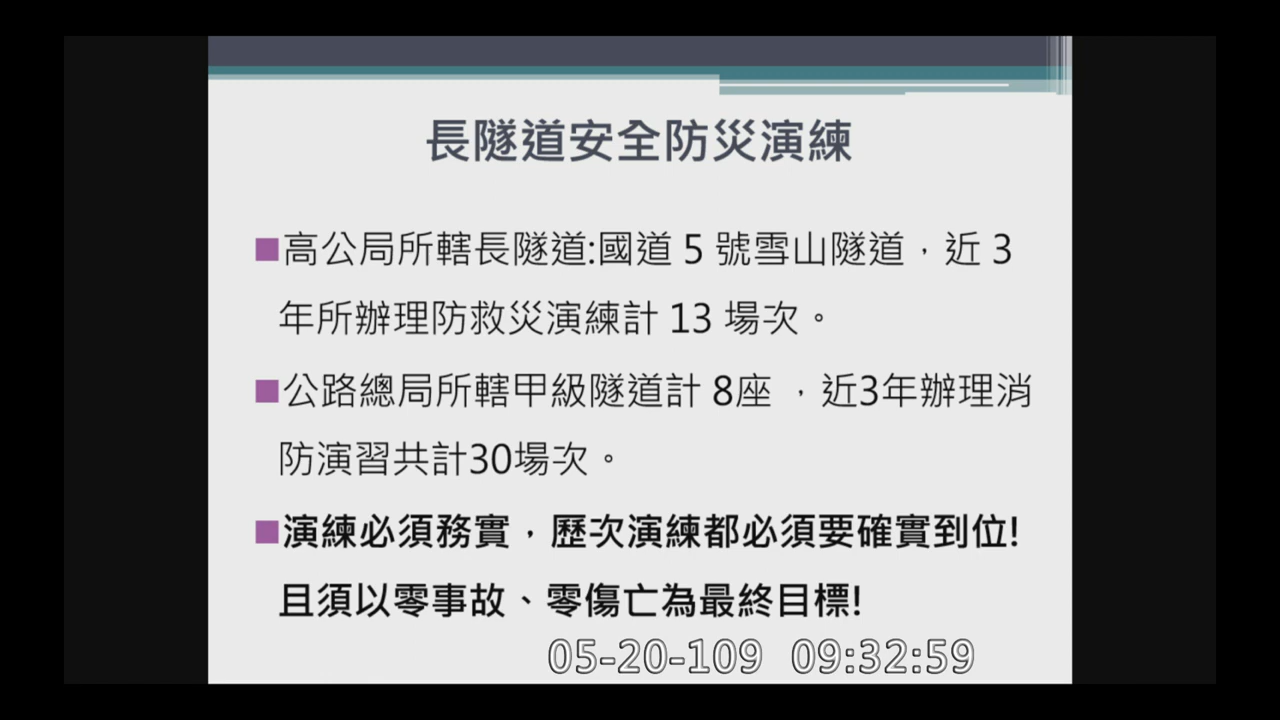 長隧道安全防災演練
■高公局所轄長隧道:國道 5 號雪山隧道，近 3
年所辦理防救災演練計 13 場次。
■公路總局所轄甲級隧道計 8座 ，近3年辦理消
防演習共計30場次。
■演練必須務實，歷次演練都必須要確實到位!
且須以零事故、零傷亡為最終目標!
05-20-109 09:32:59